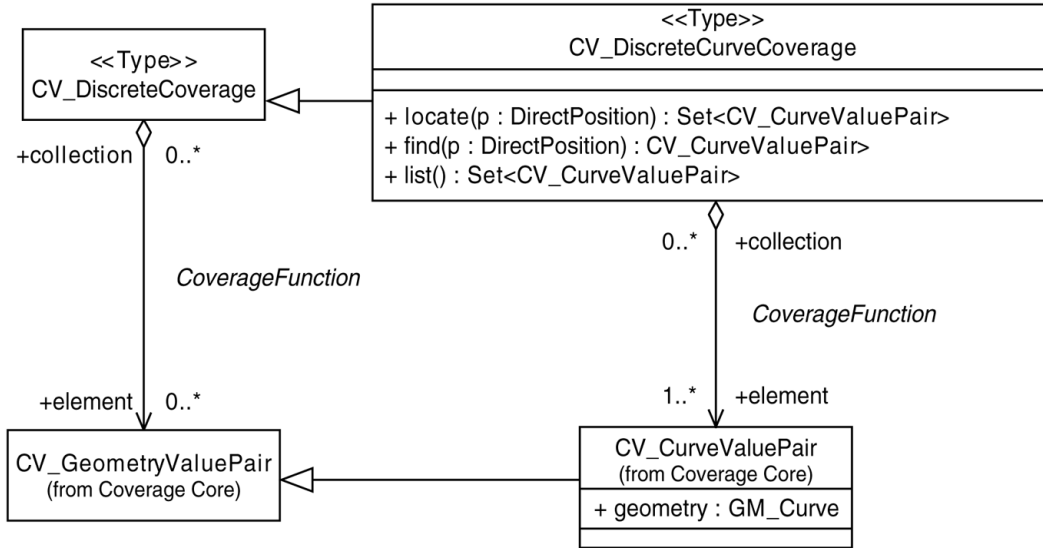 <<Type>>
CV_DiscreteCoverage
<<Type>>
CV_DiscreteCurveCoverage
+ locate(p : DirectPosition) : Set<CV_CurveValuePair>
+ find(p : DirectPosition) : CV_CurveValuePair>
+ list() : Set<CV_CurveValuePair>
+collection 0..*
0..* +collection
CoverageFunction
CoverageFunction
+element 0..*
1..* +element
CV_GeometryValuePair
(from Coverage Core)
CV_CurveValuePair
(from Coverage Core)
+ geometry : GM_Curve